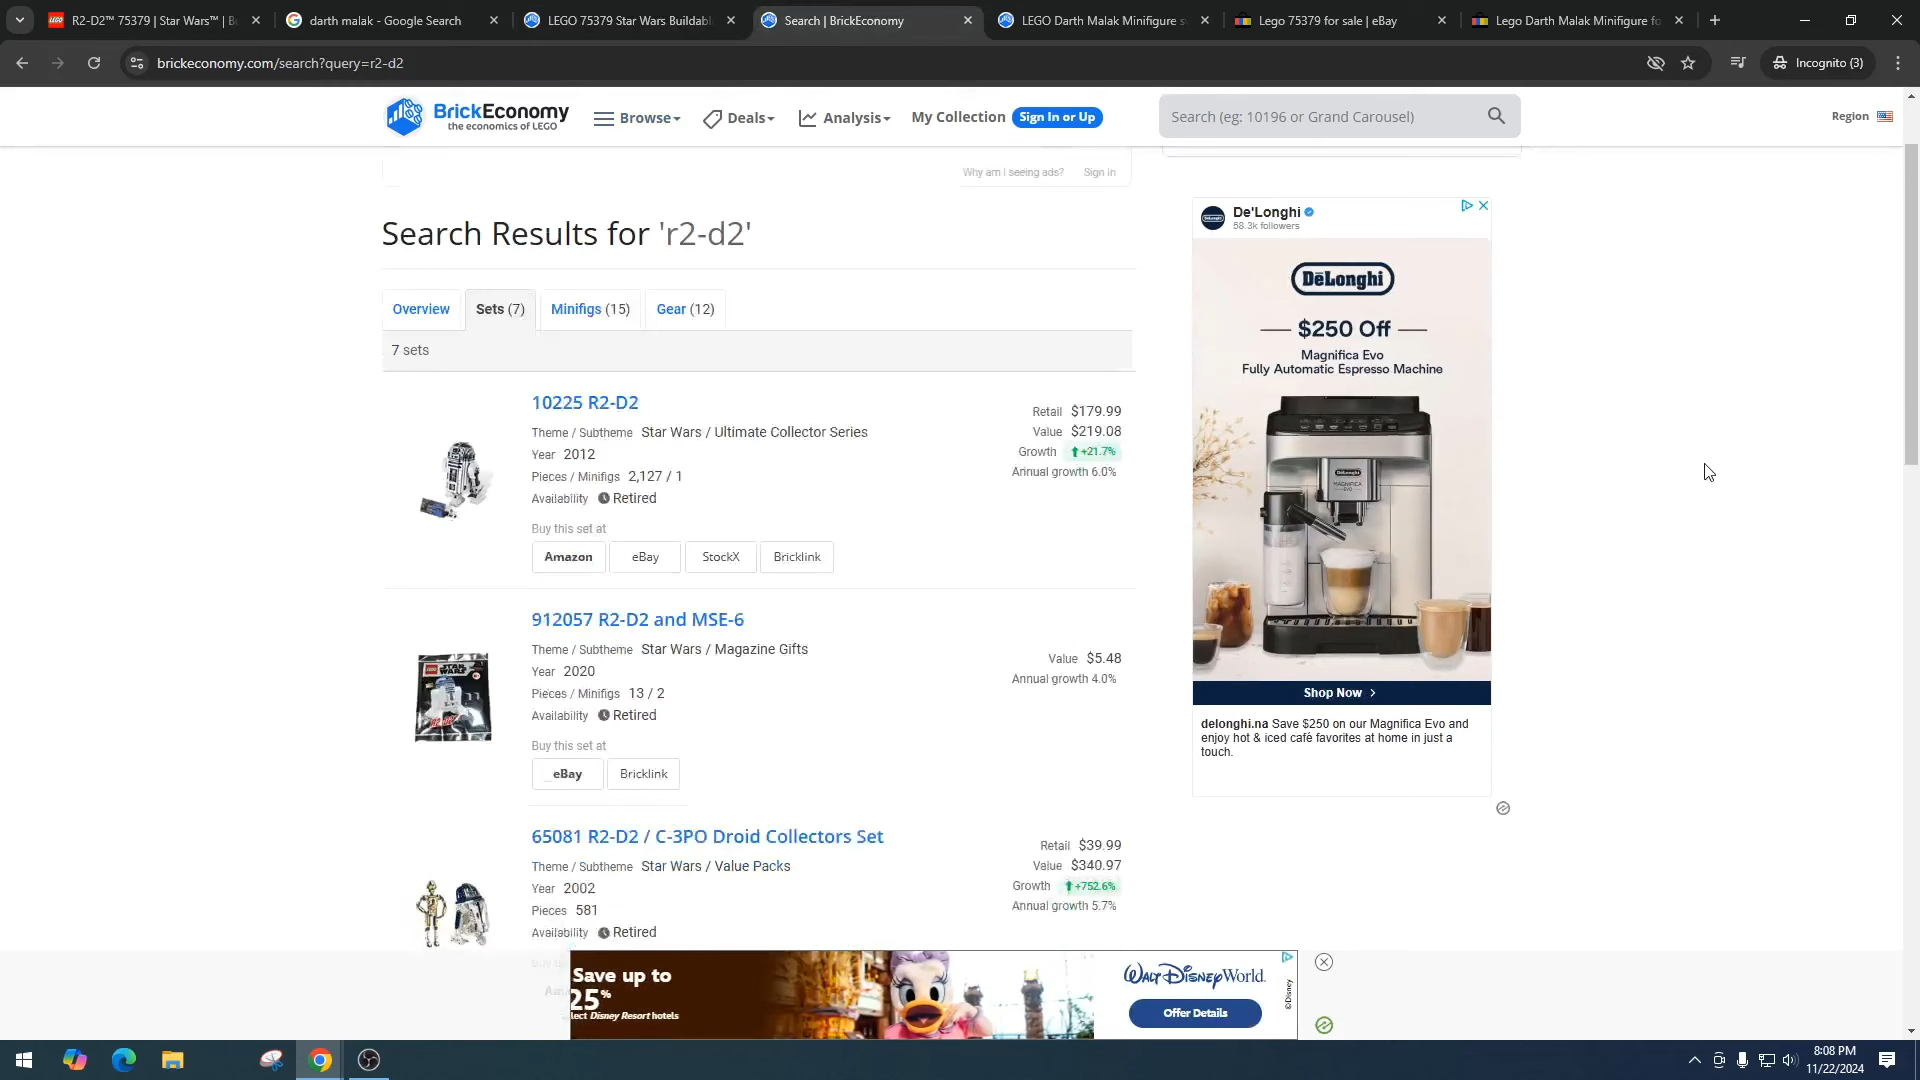 R2-D2™ 75379 | Star Wars™ | B
darth malak - Google Search
LEGO 75379 Star Wars Buildabl
Search | BrickEconomy
LEGO Darth Malak Minifigure s
Lego 75379 for sale | eBay
Lego Darth Malak Minifigure fo
brickeconomy.com/search?query=r2-d2
Incognito (3)
BrickEconomy
the economics of LEGO
Browse
Deals
Analysis
My Collection
Sign In or Up
Search (eg: 10196 or Grand Carousel)
Region
Why am I seeing ads?
Sign in
Search Results for 'r2-d2'
Overview
Sets (7)
Minifigs (15)
Gear (12)
7 sets
10225 R2-D2
Theme / Subtheme Star Wars / Ultimate Collector Series
Year 2012
Pieces / Minifigs 2,127 / 1
Availability Retired
Buy this set at
Amazon
eBay
StockX
Bricklink
Retail $179.99
Value $219.08
Growth +21.7%
Annual growth 6.0%
912057 R2-D2 and MSE-6
Theme / Subtheme Star Wars / Magazine Gifts
Year 2020
Pieces / Minifigs 13 / 2
Availability Retired
Buy this set at
eBay
Bricklink
Value $5.48
Annual growth 4.0%
65081 R2-D2 / C-3PO Droid Collectors Set
Theme / Subtheme Star Wars / Value Packs
Year 2002
Pieces 581
Availability Retired
Retail $39.99
Value $340.97
Growth +752.6%
Annual growth 5.7%
De'Longhi
58.3k followers
DeLonghi
$250 Off
Magnifica Evo
Fully Automatic Espresso Machine
Shop Now
delonghi.na Save $250 on our Magnifica Evo and
enjoy hot & iced café favorites at home in just a
touch.
Save up to
25%
lect Disney Resort hotels
Walt Disney World.
Offer Details
©Disney
8:08 PM
11/22/2024